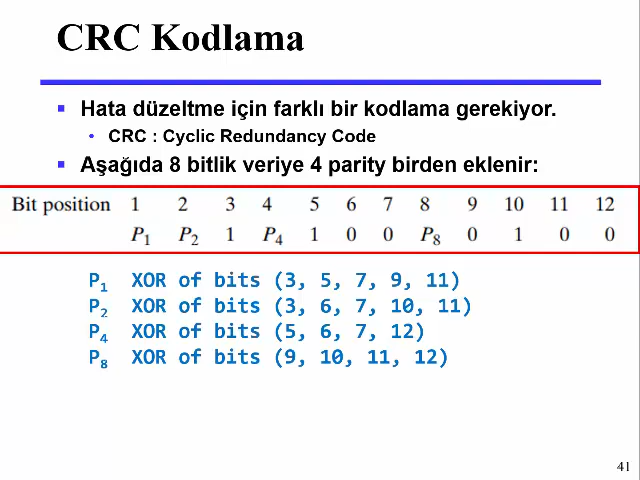 CRC Kodlama
▪ Hata düzeltme için farklı bir kodlama gerekiyor.
• CRC : Cyclic Redundancy Code
▪ Aşağıda 8 bitlik veriye 4 parity birden eklenir:
Bit position 1 2 3 4 5 6 7 8 9 10 11 12
P1 P2 1 P4 1 0 0 P8 0 1 0 0
P1 XOR of bits (3, 5, 7, 9, 11)
P2 XOR of bits (3, 6, 7, 10, 11)
P4 XOR of bits (5, 6, 7, 12)
P8 XOR of bits (9, 10, 11, 12)
41